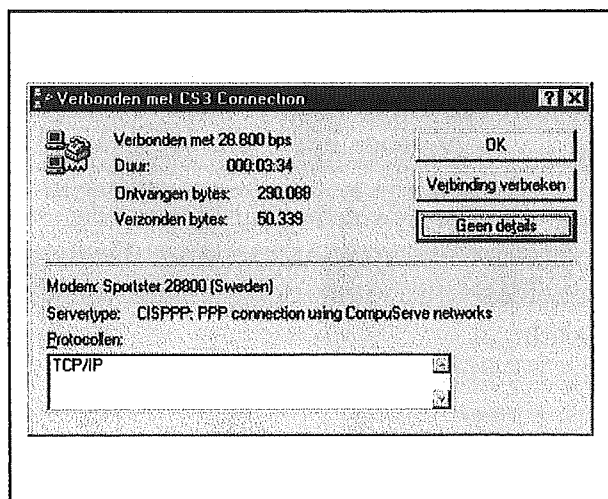 Verbonden met CS3 Connection
Verbonden met 28.800 bps
Duur: 000:03:34
Ontvangen bytes: 290.088
Verzonden bytes: 50.339
OK
Verbinding verbreken
Geen details
Modem: Sportster 28800 (Sweden)
Servertype: CISPPP: PPP connection using CompuServe networks
Protocollen:
TCP/IP